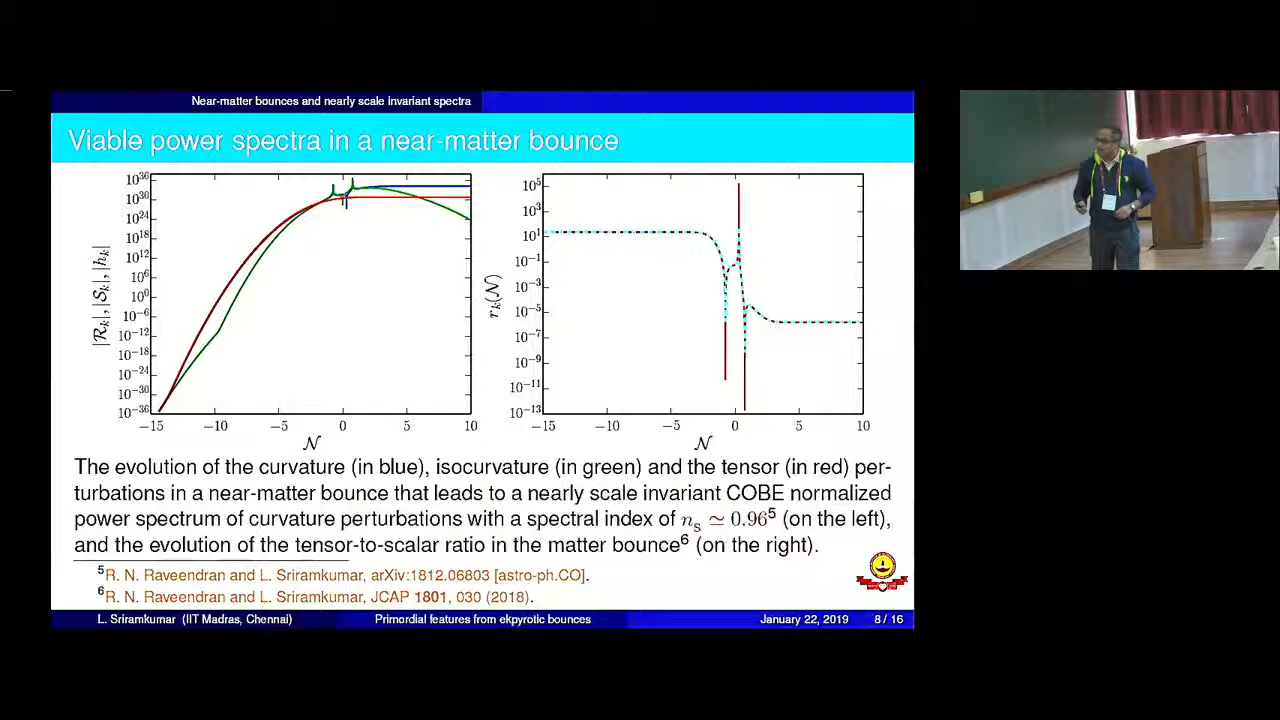 Near-matter bounces and nearly scale invariant spectra
Viable power spectra in a near-matter bounce
10^36
10^30
10^24
10^18
10^12
10^6
10^0
10^−6
10^−12
10^−18
10^−24
10^−30
10^−36
|ℛ_k|, |𝒮_k|, |h_k|
−15 −10 −5 0 5 10
𝒩
10^5
10^3
10^1
10^−1
10^−3
10^−5
10^−7
10^−9
10^−11
10^−13
r_k(𝒩)
−15 −10 −5 0 5 10
𝒩
The evolution of the curvature (in blue), isocurvature (in green) and the tensor (in red) per-
turbations in a near-matter bounce that leads to a nearly scale invariant COBE normalized
power spectrum of curvature perturbations with a spectral index of n_S ≃ 0.96^5 (on the left),
and the evolution of the tensor-to-scalar ratio in the matter bounce^6 (on the right).
^5R. N. Raveendran and L. Sriramkumar, arXiv:1812.06803 [astro-ph.CO].
^6R. N. Raveendran and L. Sriramkumar, JCAP 1801, 030 (2018).
L. Sriramkumar (IIT Madras, Chennai) Primordial features from ekpyrotic bounces January 22, 2019 8 / 16